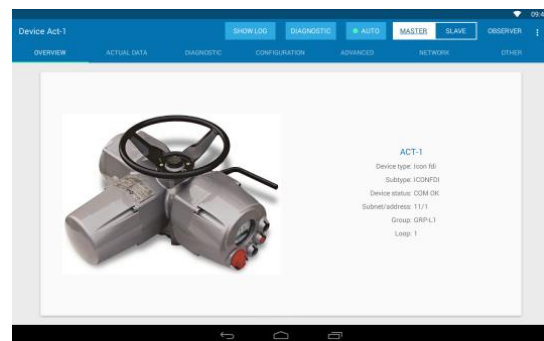 09:4
Device Act-1
SHOW LOG
DIAGNOSTIC
AUTO
MASTER
SLAVE
OBSERVER
OVERVIEW
ACTUAL DATA
DIAGNOSTIC
CONFIGURATION
ADVANCED
NETWORK
OTHER
ACT-1
Device type: Icon fdi
Subtype: ICONFDI
Device status: COM OK
Subnet/address: 11/1
Group: GRP-L1
Loop: 1